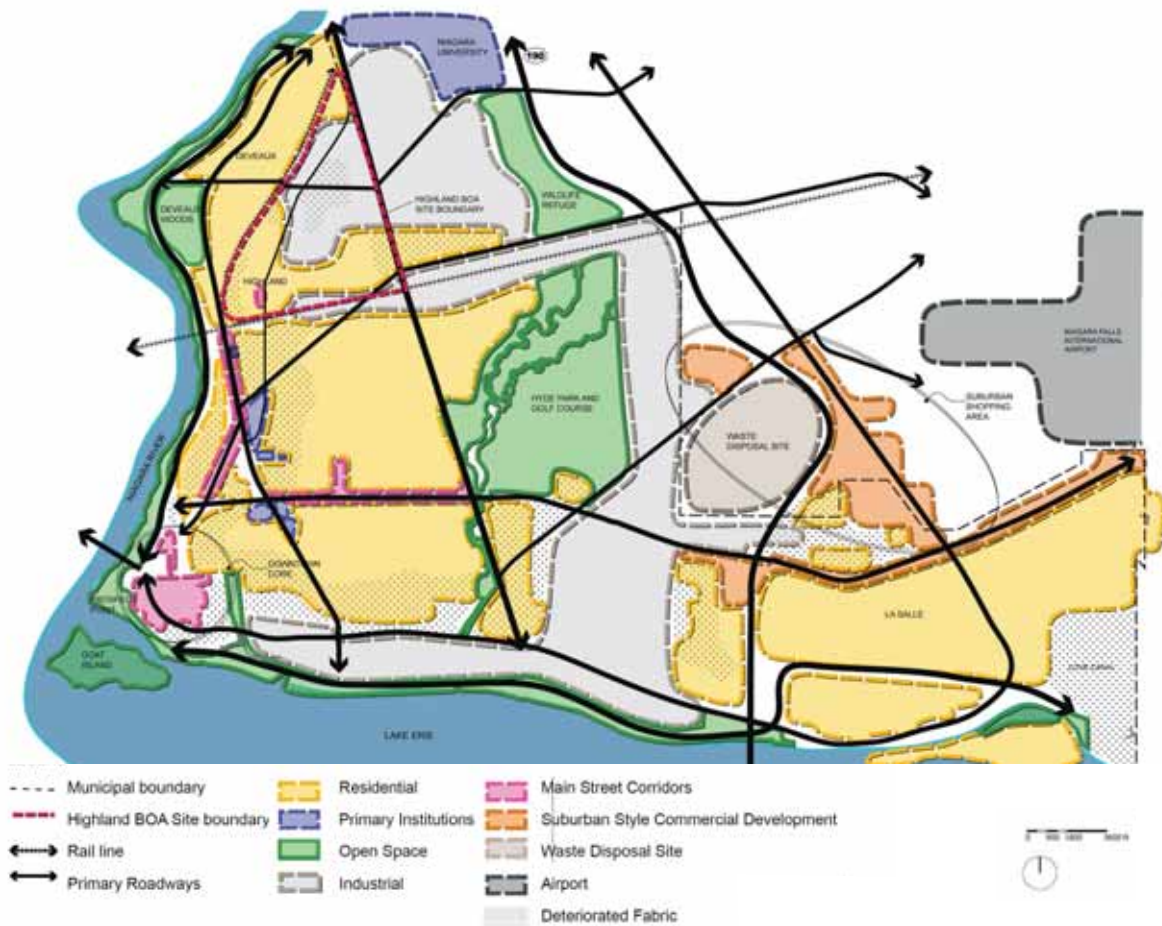 NIAGARA
UNIVERSITY
190
DEVEAUX
DEVEAUX
WOODS
HIGHLAND BOA
SITE BOUNDARY
WILDLIFE
REFUGE
HIGHLAND
NIAGARA FALLS
INTERNATIONAL
AIRPORT
HYDE PARK AND
GOLF COURSE
SUBURBAN
SHOPPING
AREA
WASTE
DISPOSAL SITE
NIAGARA RIVER
DOWNTOWN
CORE
LA SALLE
GOAT
ISLAND
LOVE CANAL
LAKE ERIE
Municipal boundary
Highland BOA Site boundary
Rail line
Primary Roadways
Residential
Primary Institutions
Open Space
Industrial
Main Street Corridors
Suburban Style Commercial Development
Waste Disposal Site
Airport
Deteriorated Fabric
0